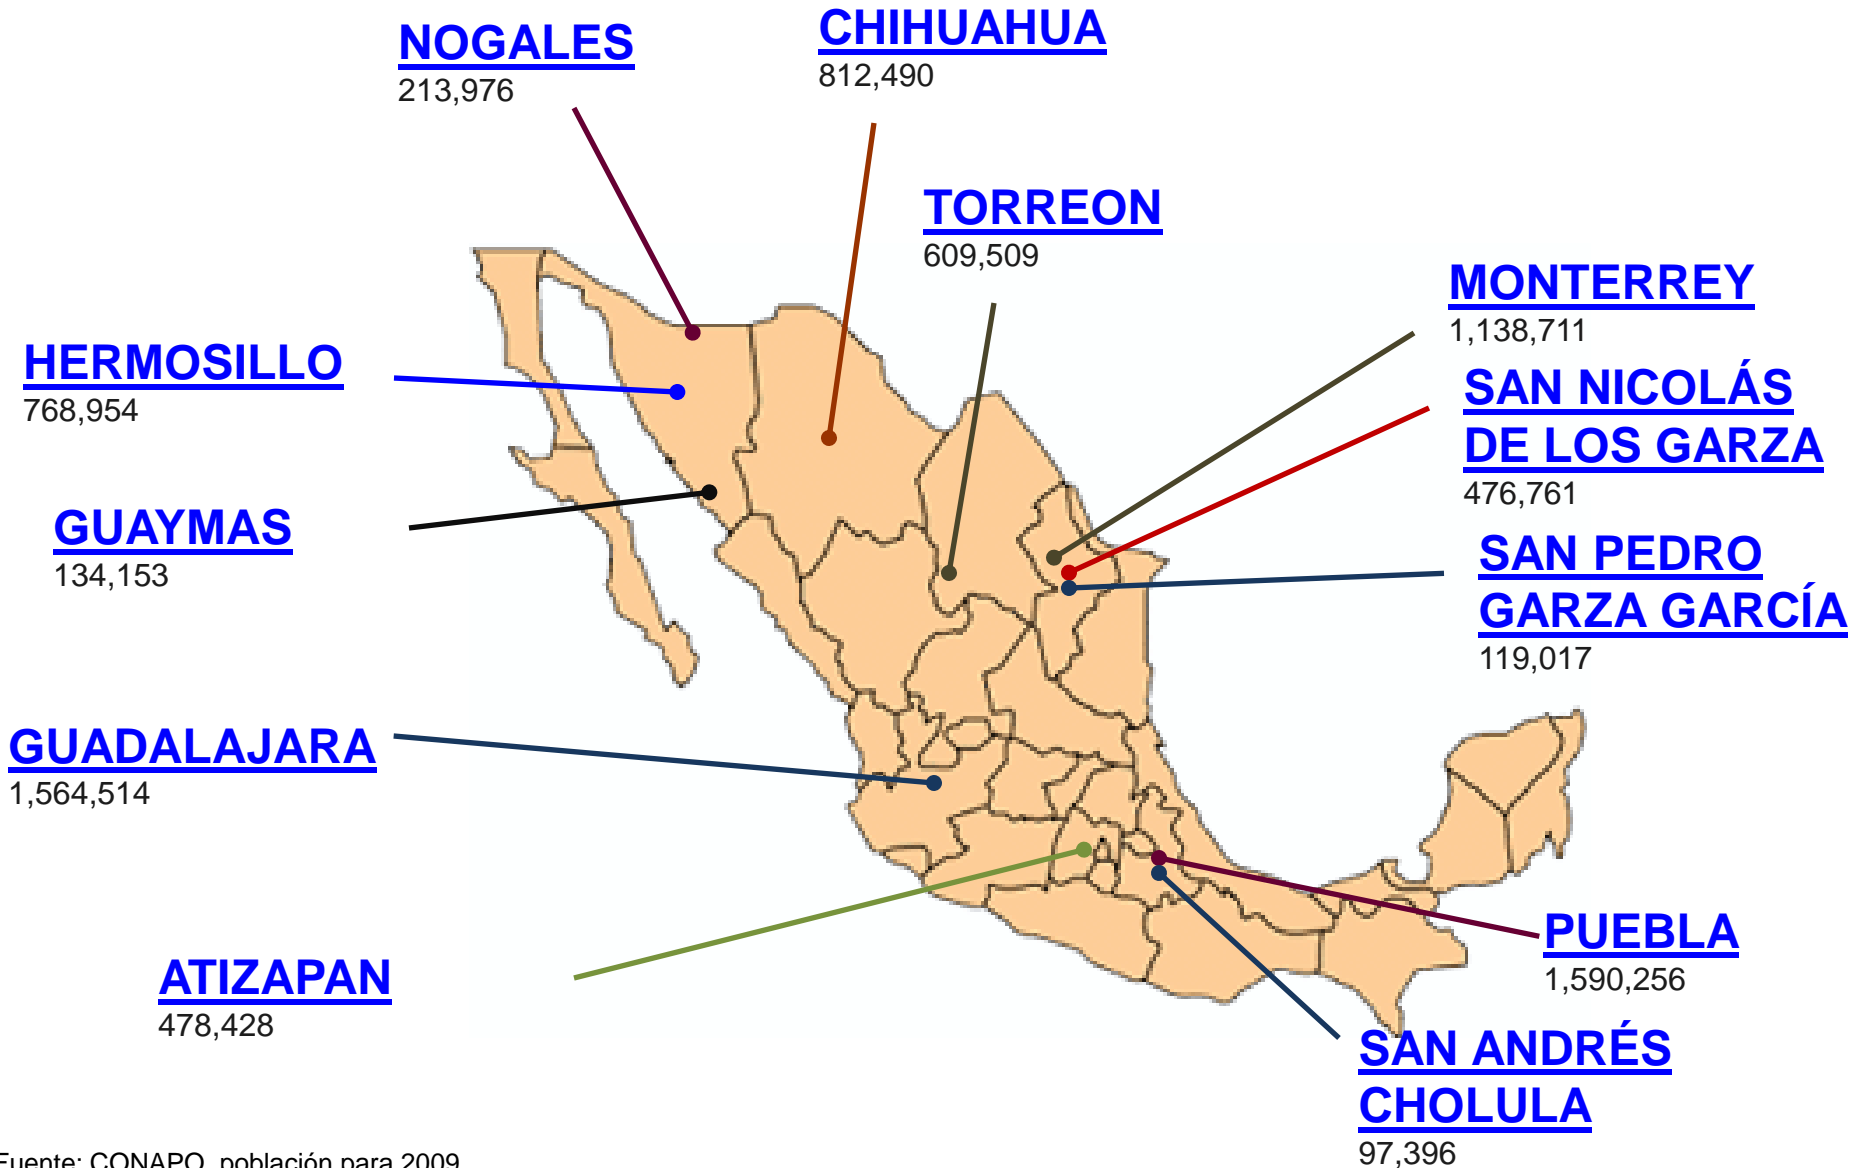 NOGALES
213,976
CHIHUAHUA
812,490
TORREON
609,509
MONTERREY
1,138,711
HERMOSILLO
768,954
SAN NICOLÁS
DE LOS GARZA
476,761
GUAYMAS
134,153
SAN PEDRO
GARZA GARCÍA
119,017
GUADALAJARA
1,564,514
PUEBLA
1,590,256
ATIZAPAN
478,428
SAN ANDRÉS
CHOLULA
97,396
Fuente: CONAPO, población para 2009